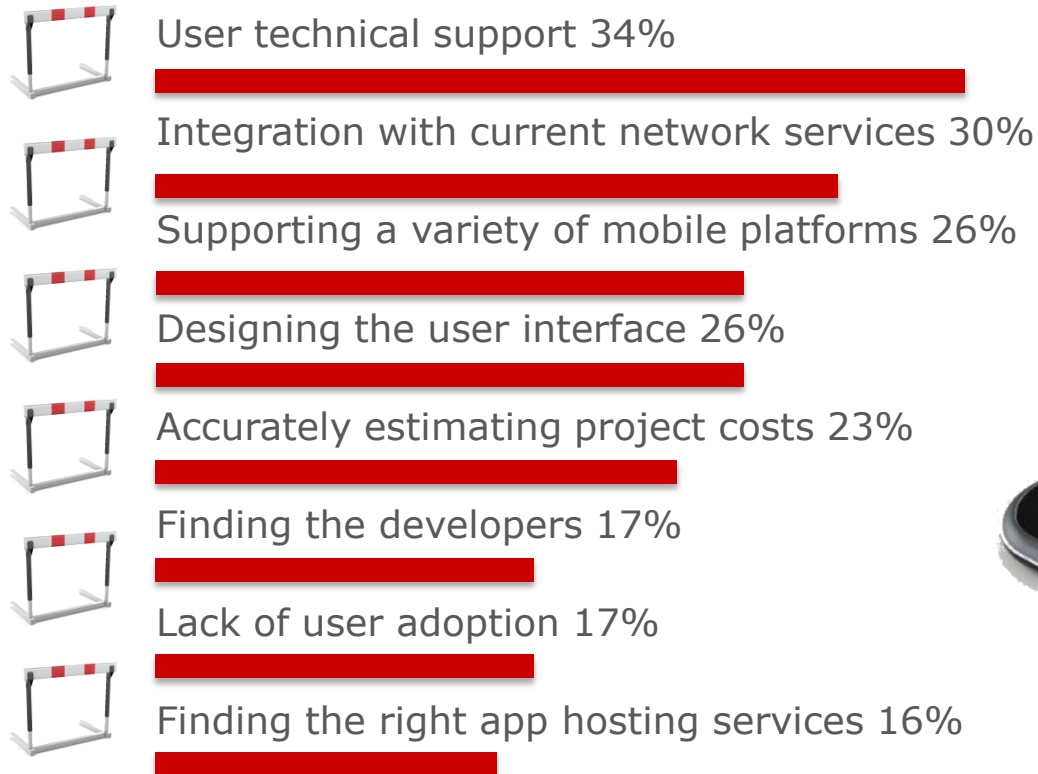 User technical support 34%
Integration with current network services 30%
Supporting a variety of mobile platforms 26%
Designing the user interface 26%
Accurately estimating project costs 23%
Finding the developers 17%
Lack of user adoption 17%
Finding the right app hosting services 16%